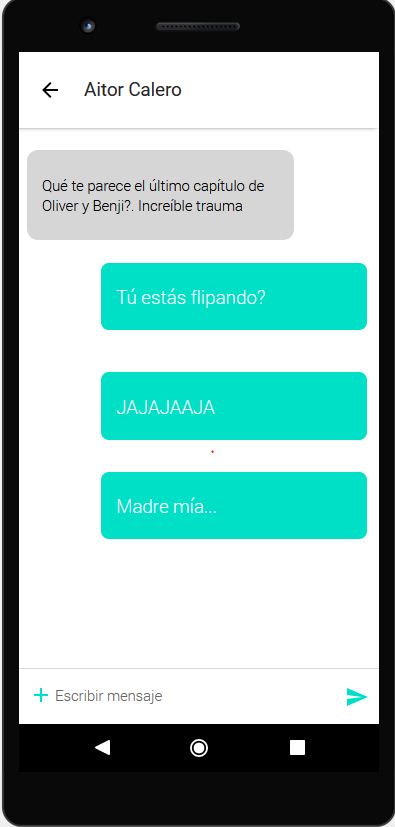 Aitor Calero
Qué te parece el último capítulo de
Oliver y Benji?. Increíble trauma
Tú estás flipando?
JAJAJAAJA
Madre mía...
Escribir mensaje